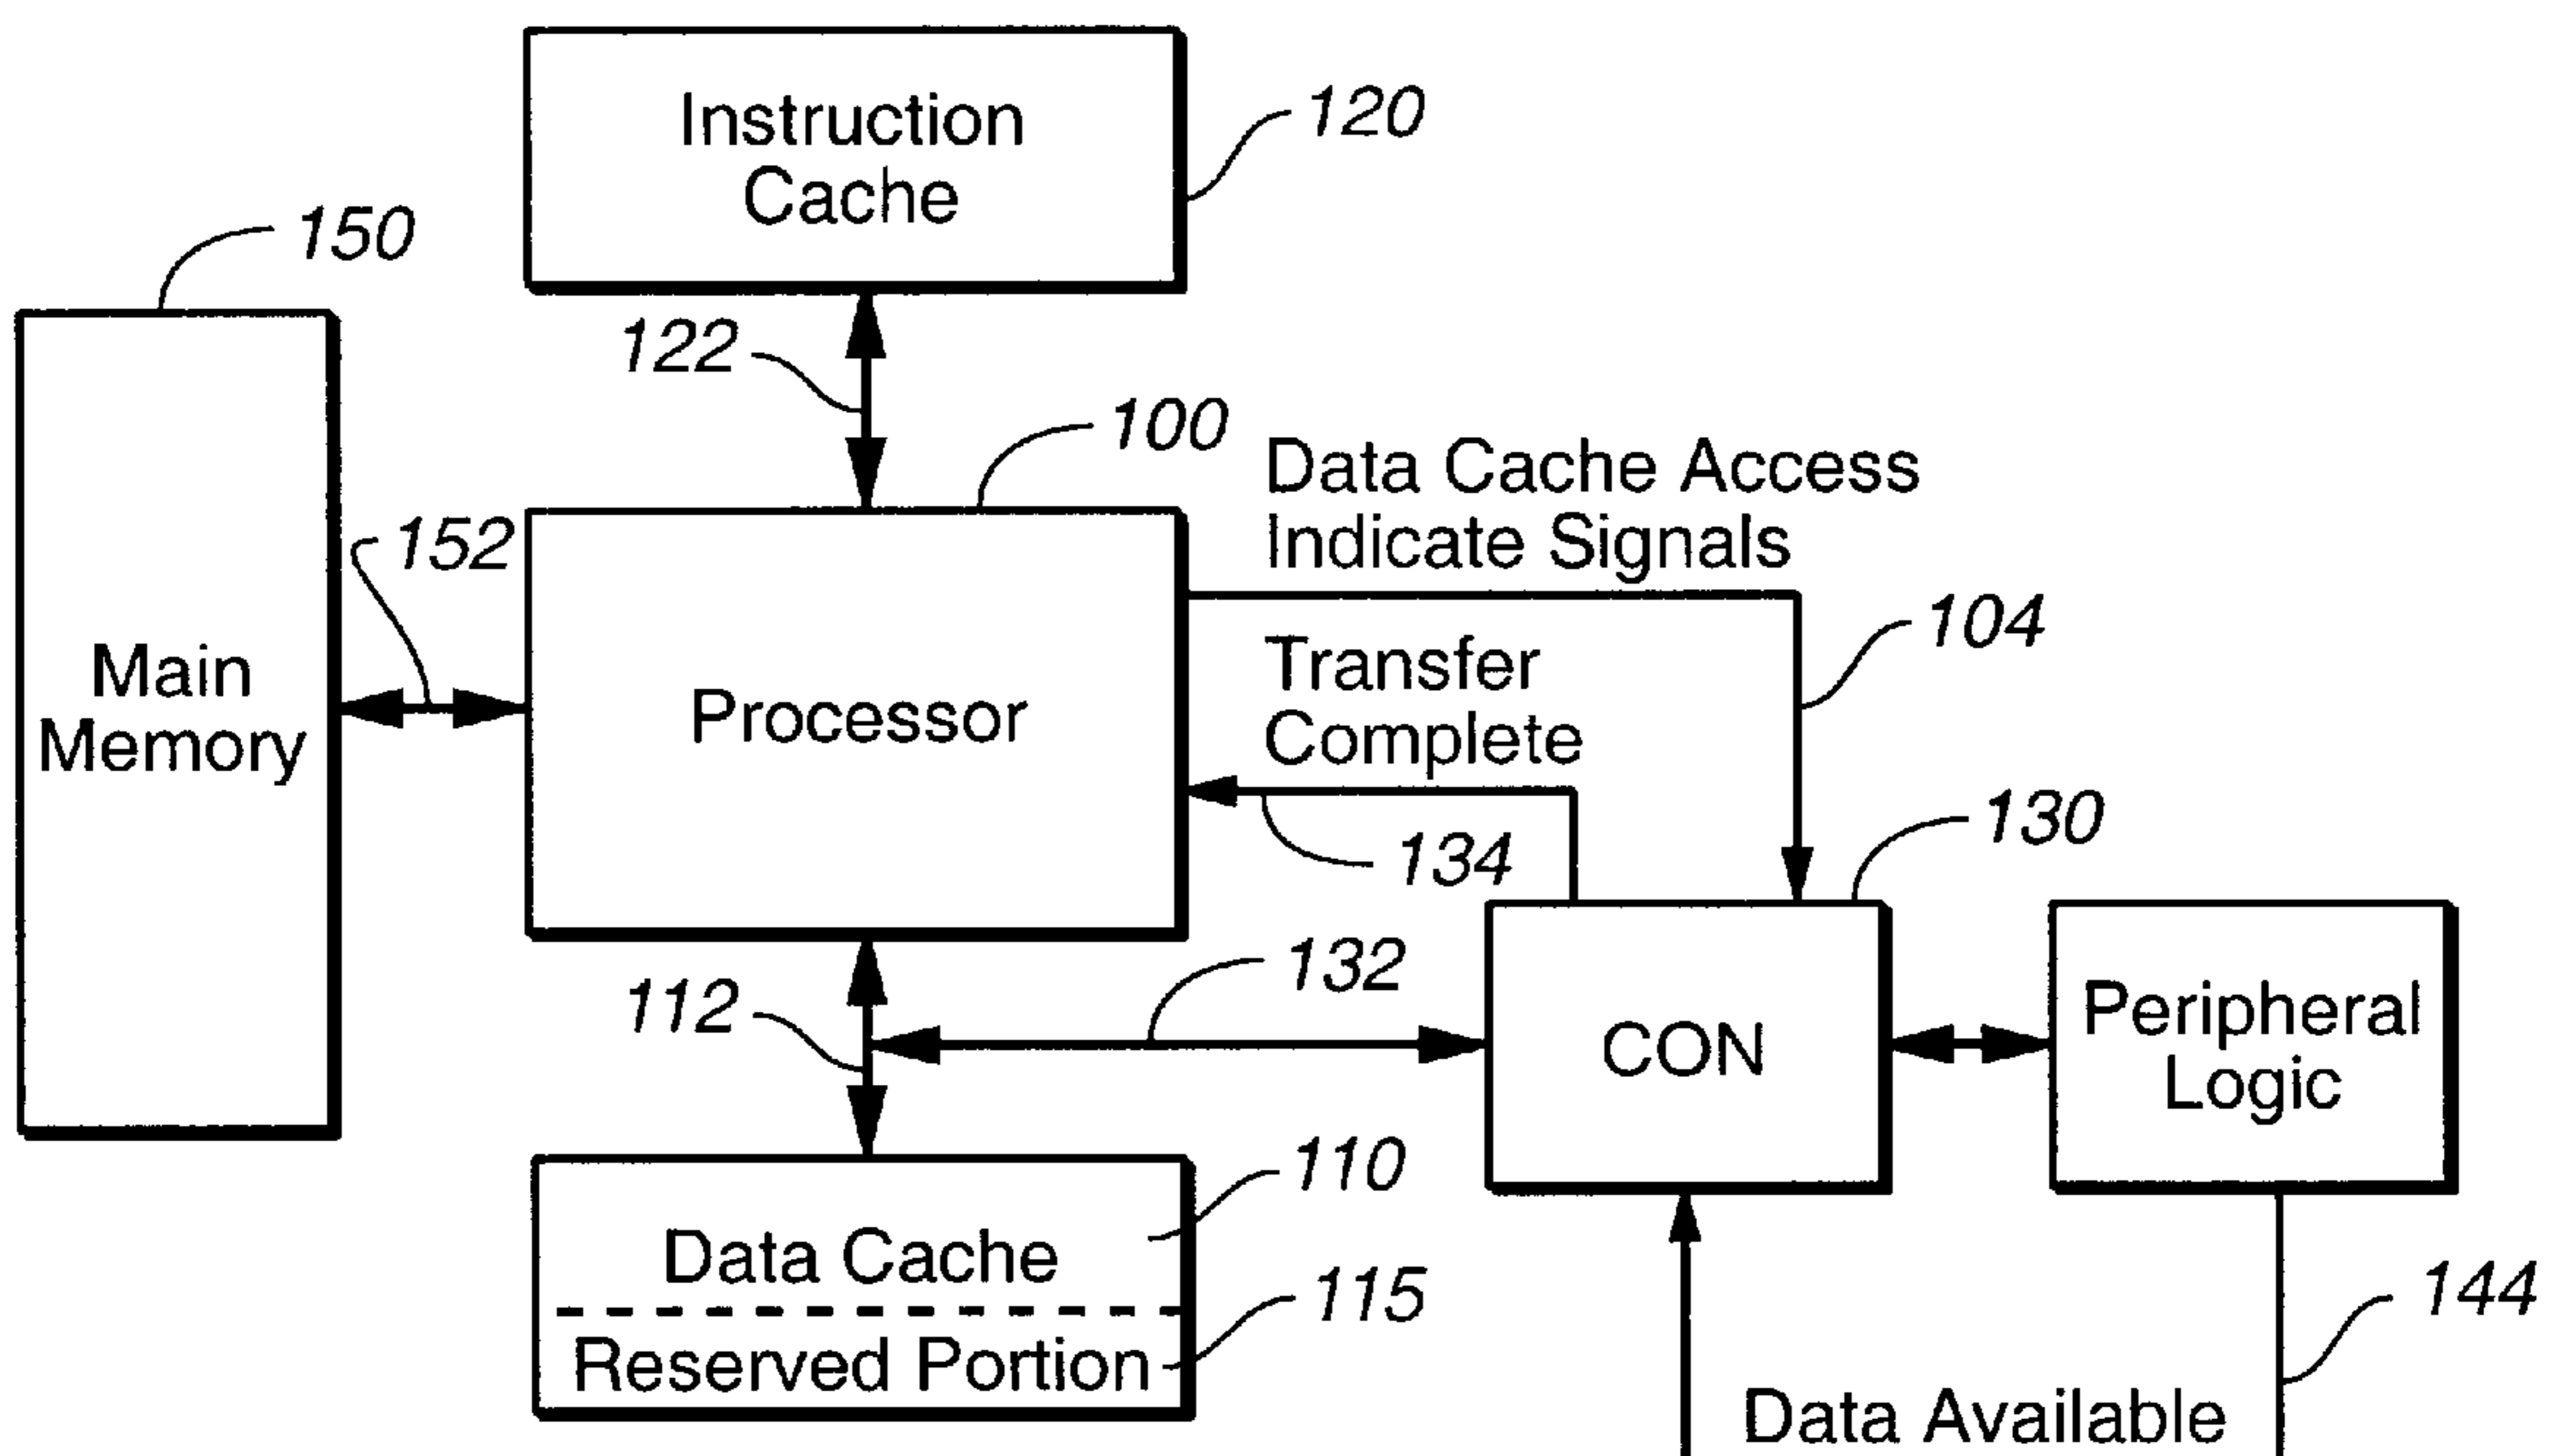 Instruction
Cache
120
150
122
100
Data Cache Access
Indicate Signals
152
104
Transfer
Complete
Main
Memory
Processor
134
130
132
112
CON
Peripheral
Logic
110
Data Cache
115
Reserved Portion
144
Data Available